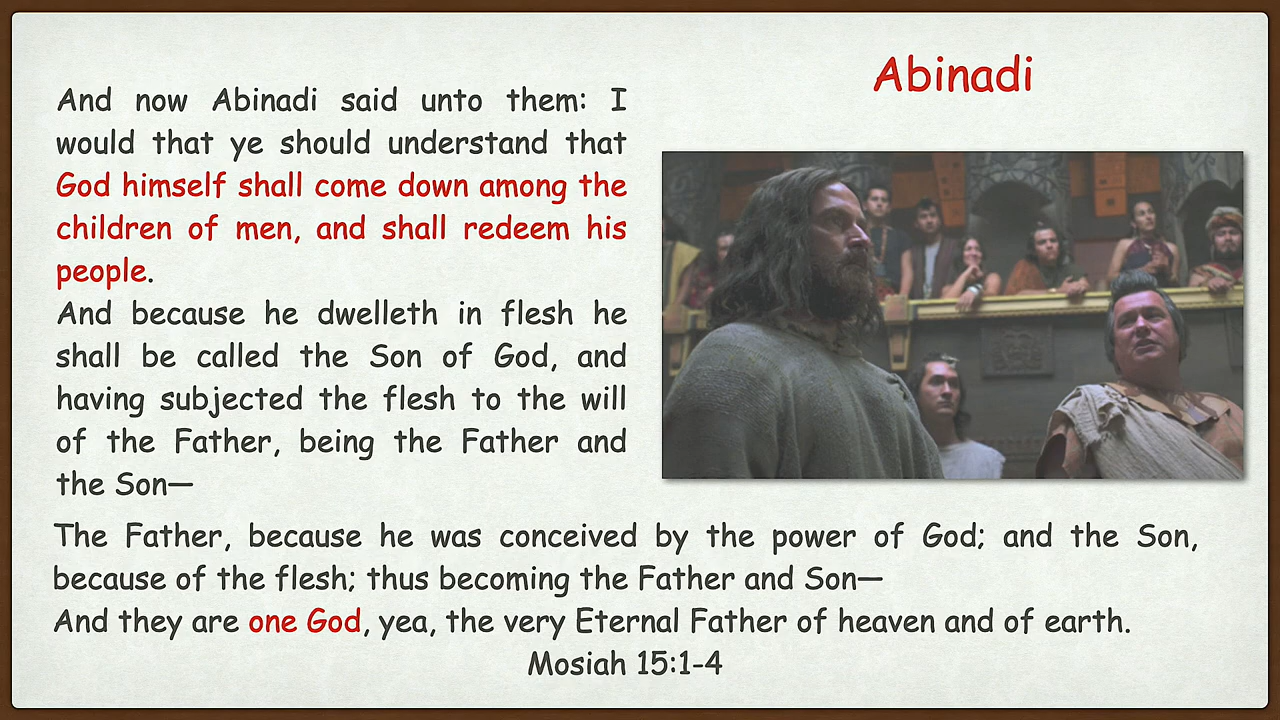 Abinadi
And now Abinadi said unto them: I
would that ye should understand that
God himself shall come down among the
children of men, and shall redeem his
people.
And because he dwelleth in flesh he
shall be called the Son of God, and
having subjected the flesh to the will
of the Father, being the Father and
the Son—
The Father, because he was conceived by the power of God; and the Son,
because of the flesh; thus becoming the Father and Son—
And they are one God, yea, the very Eternal Father of heaven and of earth.
Mosiah 15:1-4